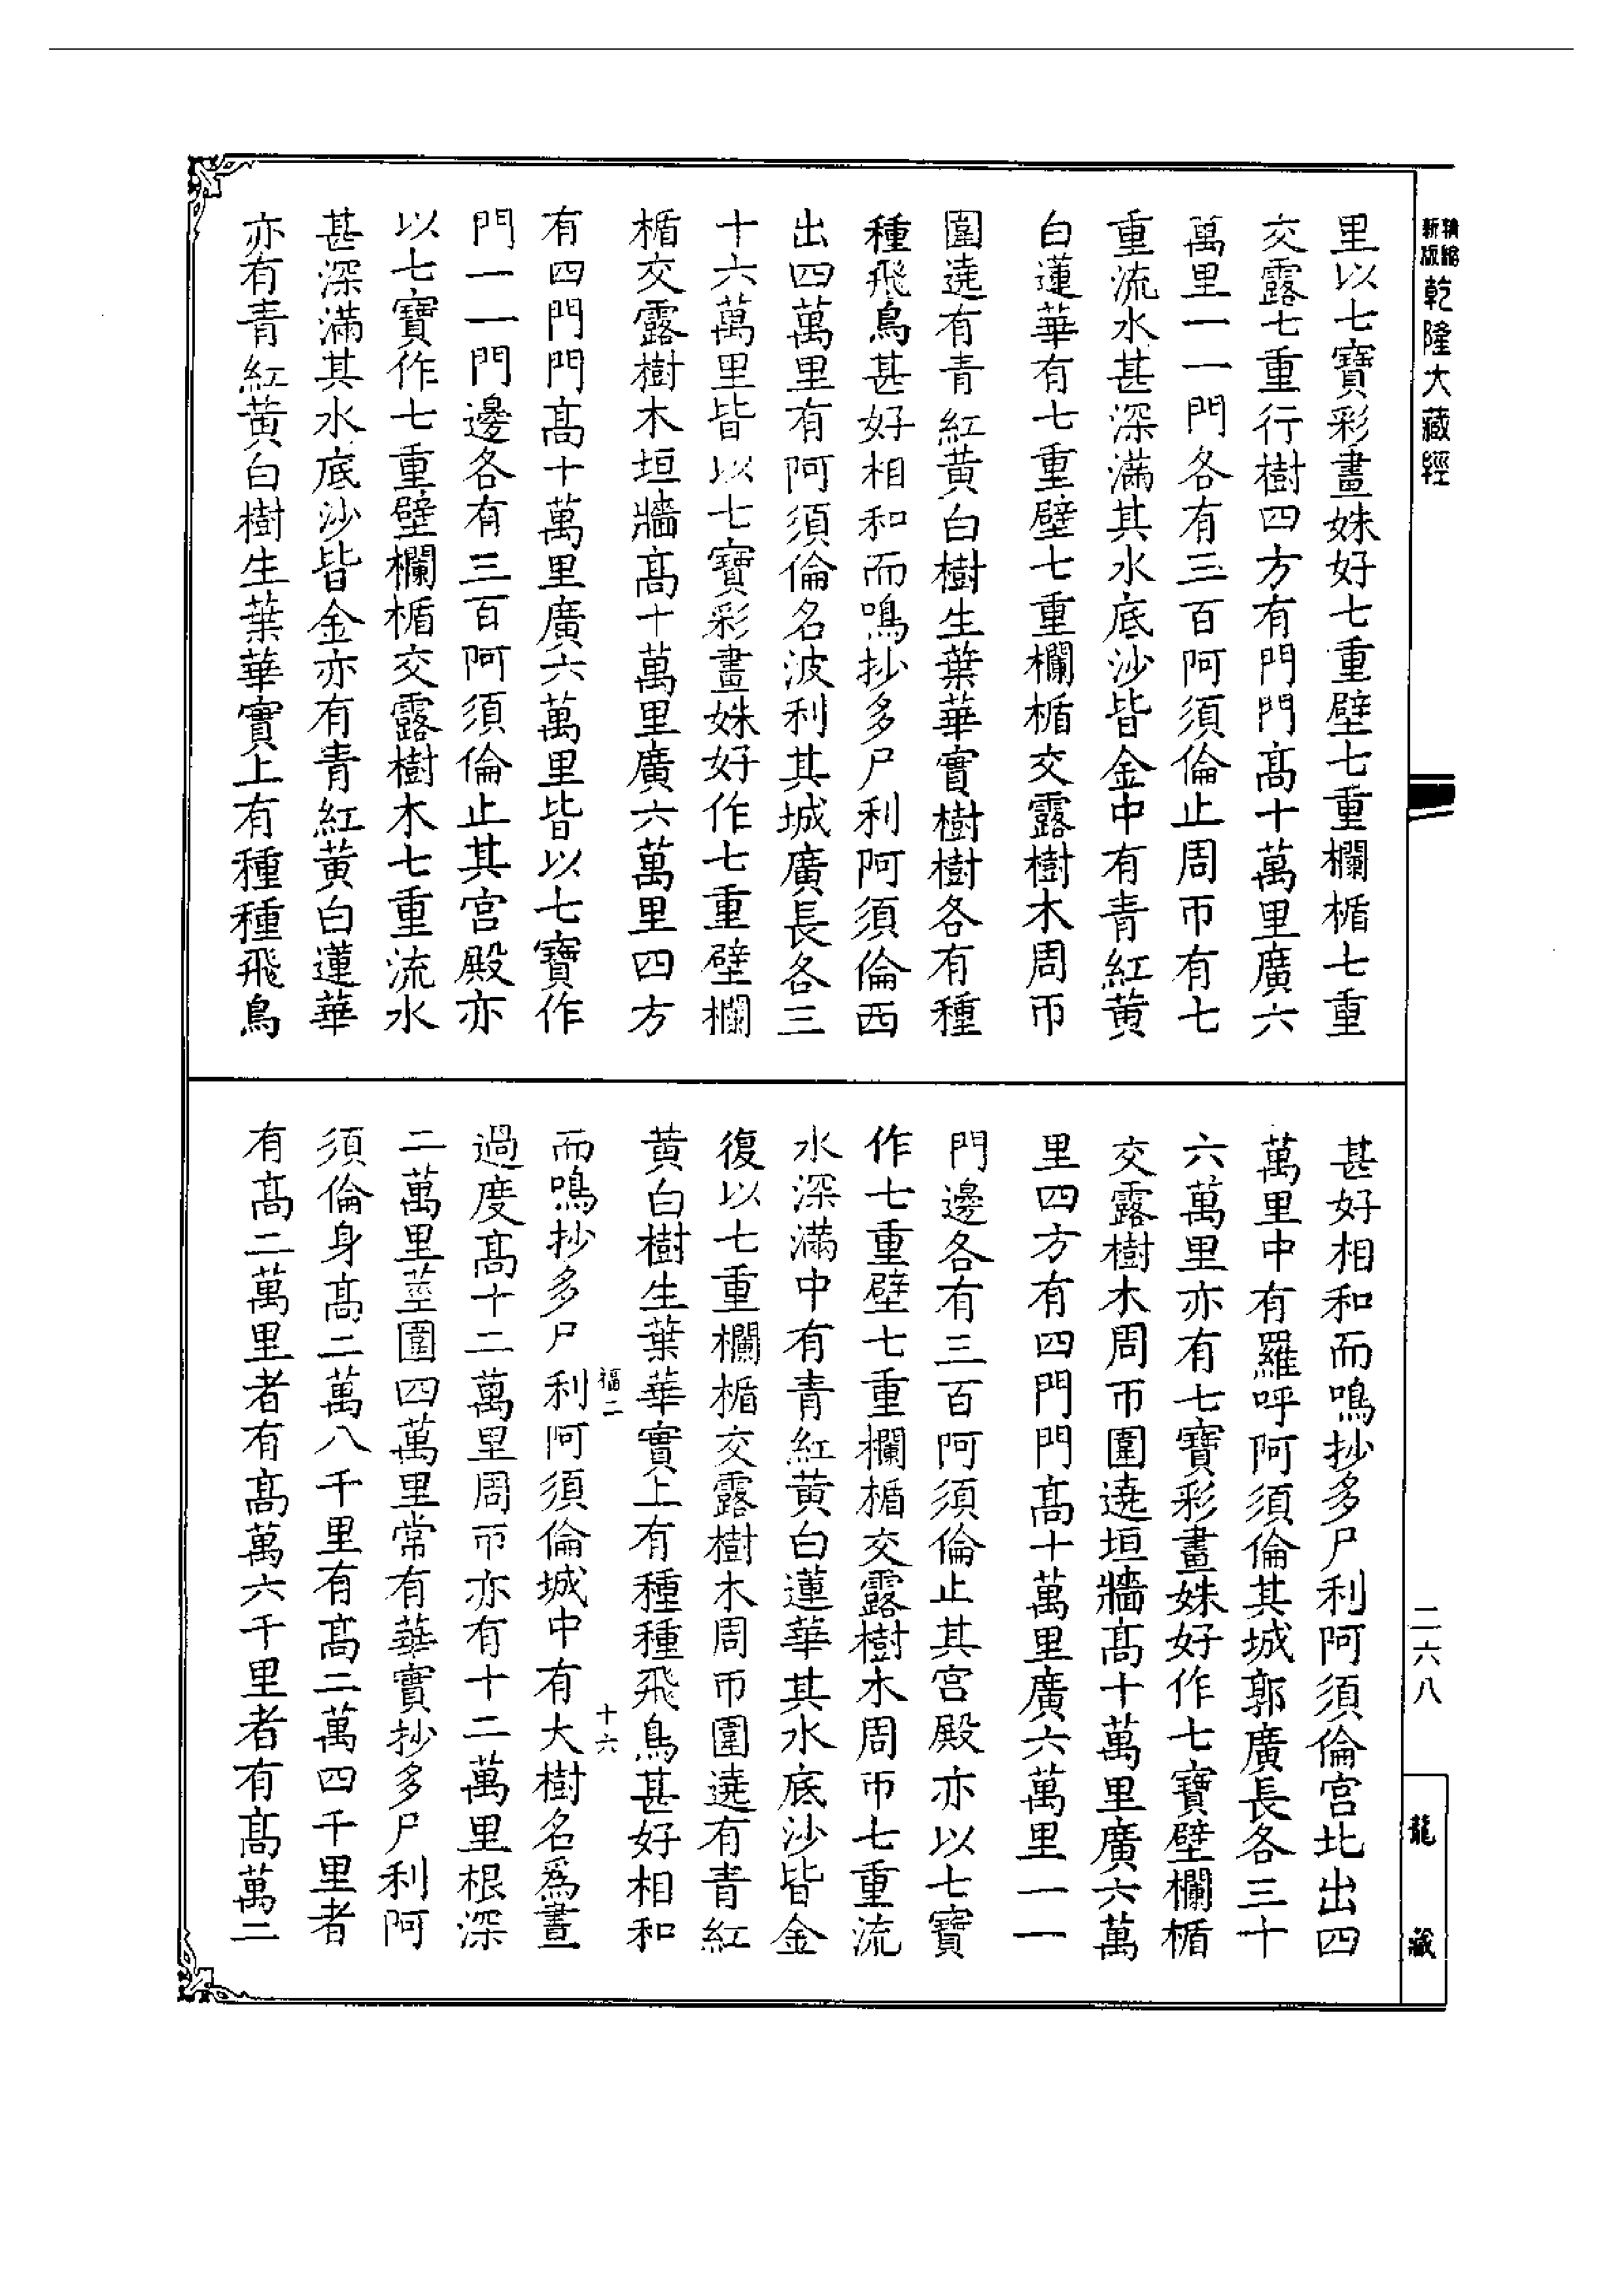 精縮新版乾隆大藏經
里以七寶彩畫姝好七重壁七重欄楯七重
交露七重行樹四方有門門高十萬里廣六
萬里一一門各有三百阿須倫止周帀有七
重流水甚深滿其水底沙皆金中有青紅黃
白蓮華有七重壁七重欄楯交露樹木周帀
圍遶有青紅黃白樹生葉華實樹樹各有種
種飛鳥甚好相和而鳴抄多尸利阿須倫西
出四萬里有阿須倫名波利其城廣長各三
十六萬里皆以七寶彩畫姝好作七重壁欄
楯交露樹木垣牆高十萬里廣六萬里四方
有四門門高十萬里廣六萬里皆以七寶作
門一一門邊各有三百阿須倫止其宮殿亦
以七寶作七重壁欄楯交露樹木七重流水
甚深滿其水底沙皆金亦有青紅黃白蓮華
亦有青紅黃白樹生葉華實上有種種飛鳥
甚好相和而鳴抄多尸利阿須倫宮北出四
萬里中有羅呼阿須倫其城郭廣長各三十
六萬里亦有七寶彩畫姝好作七寶壁欄楯
交露樹木周帀圍遶垣牆高十萬里廣六萬
里四方有四門門高十萬里廣六萬里一一
門邊各有三百阿須倫止其宮殿亦以七寶
作七重壁七重欄楯交露樹木周帀七重流
水深滿中有青紅黃白蓮華其水底沙皆金
復以七重欄楯交露樹木周帀圍遶有青紅
黃白樹生葉華實上有種種飛鳥甚好相和
福二 十六
而鳴抄多尸利阿須倫城中有大樹名爲晝
過度高十二萬里周帀亦有十二萬里根深
二萬里莖圍四萬里常有華實抄多尸利阿
須倫身高二萬八千里有高二萬四千里者
有高二萬里者有高萬六千里者有高萬二
二六八
龍藏